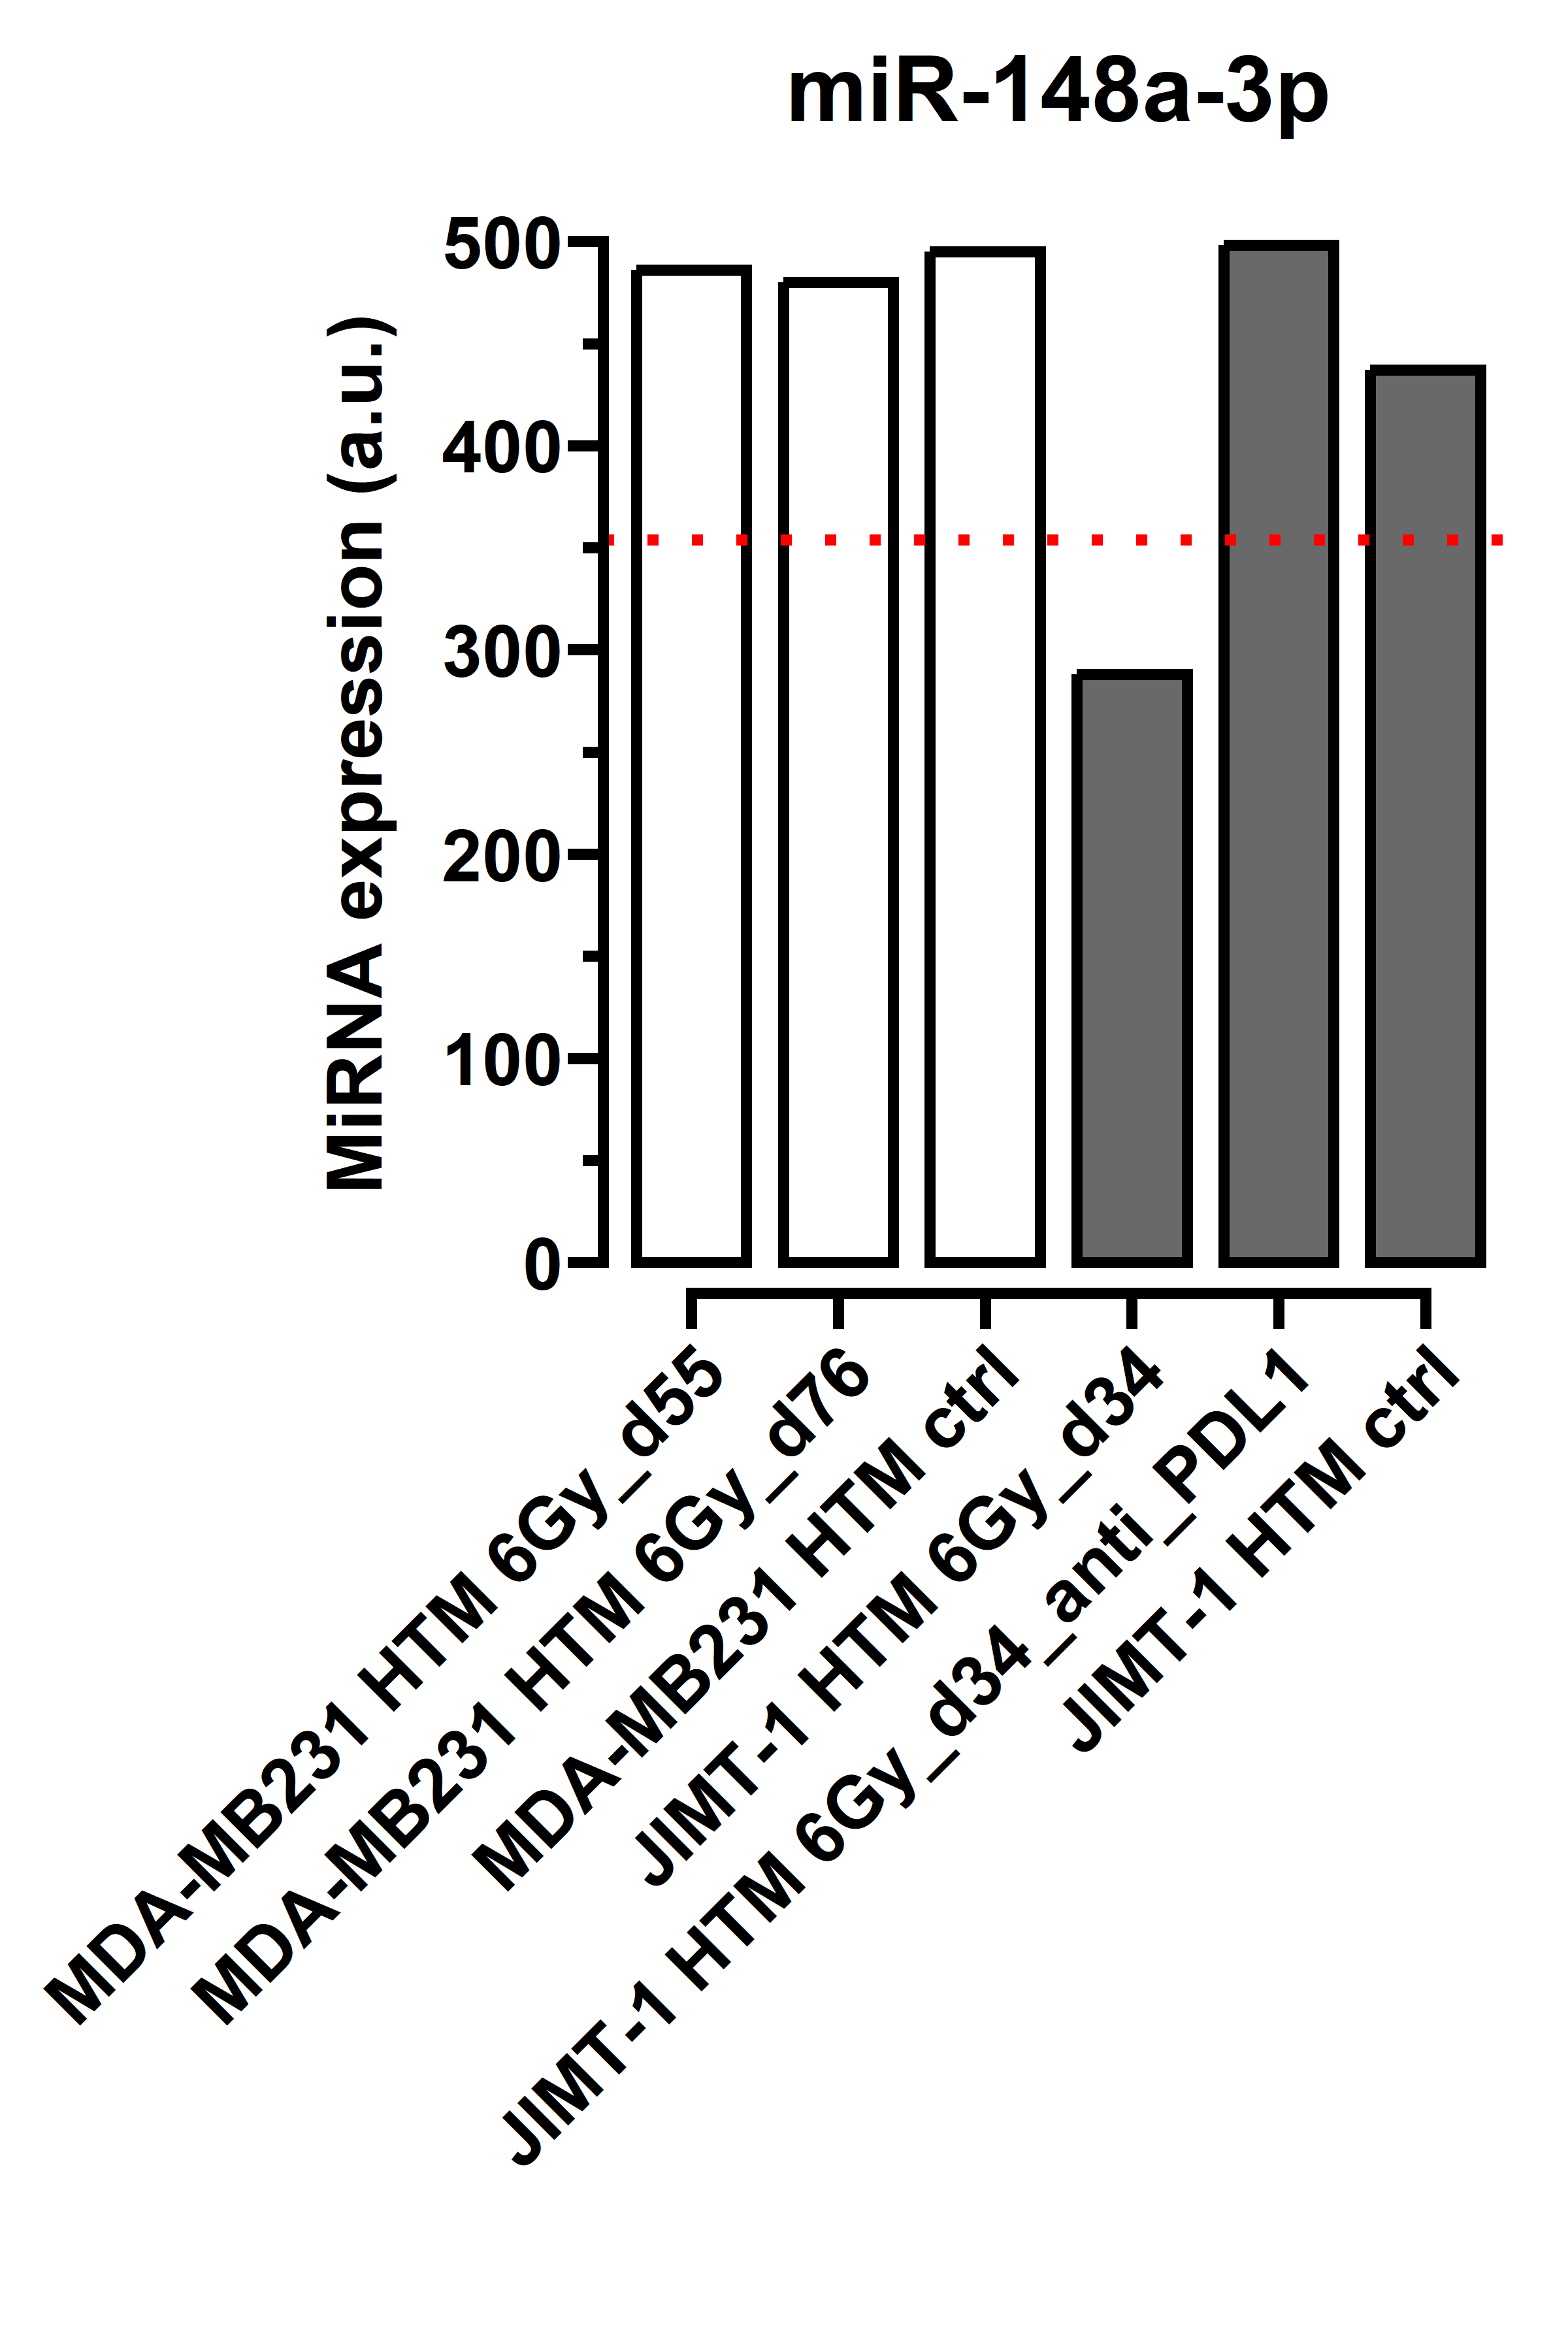 miR-148a-3p
MiRNA expression (a.u.)
500
400
300
200
100
0
MDA-MB231 HTM 6Gy_d55
MDA-MB231 HTM 6Gy_d76
MDA-MB231 HTM ctrl
JIMT-1 HTM 6Gy_d34
JIMT-1 HTM 6Gy_d34_anti_PDL1
JIMT-1 HTM ctrl